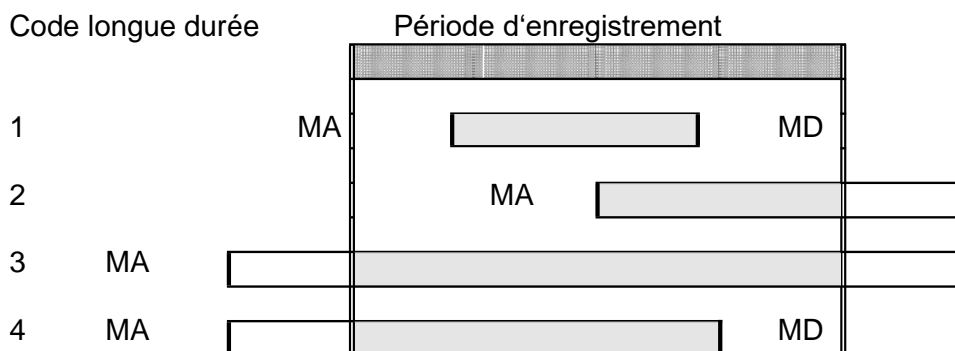 Code longue durée Période d‘enregistrement
1 MA MD
2 MA
3 MA
4 MA MD